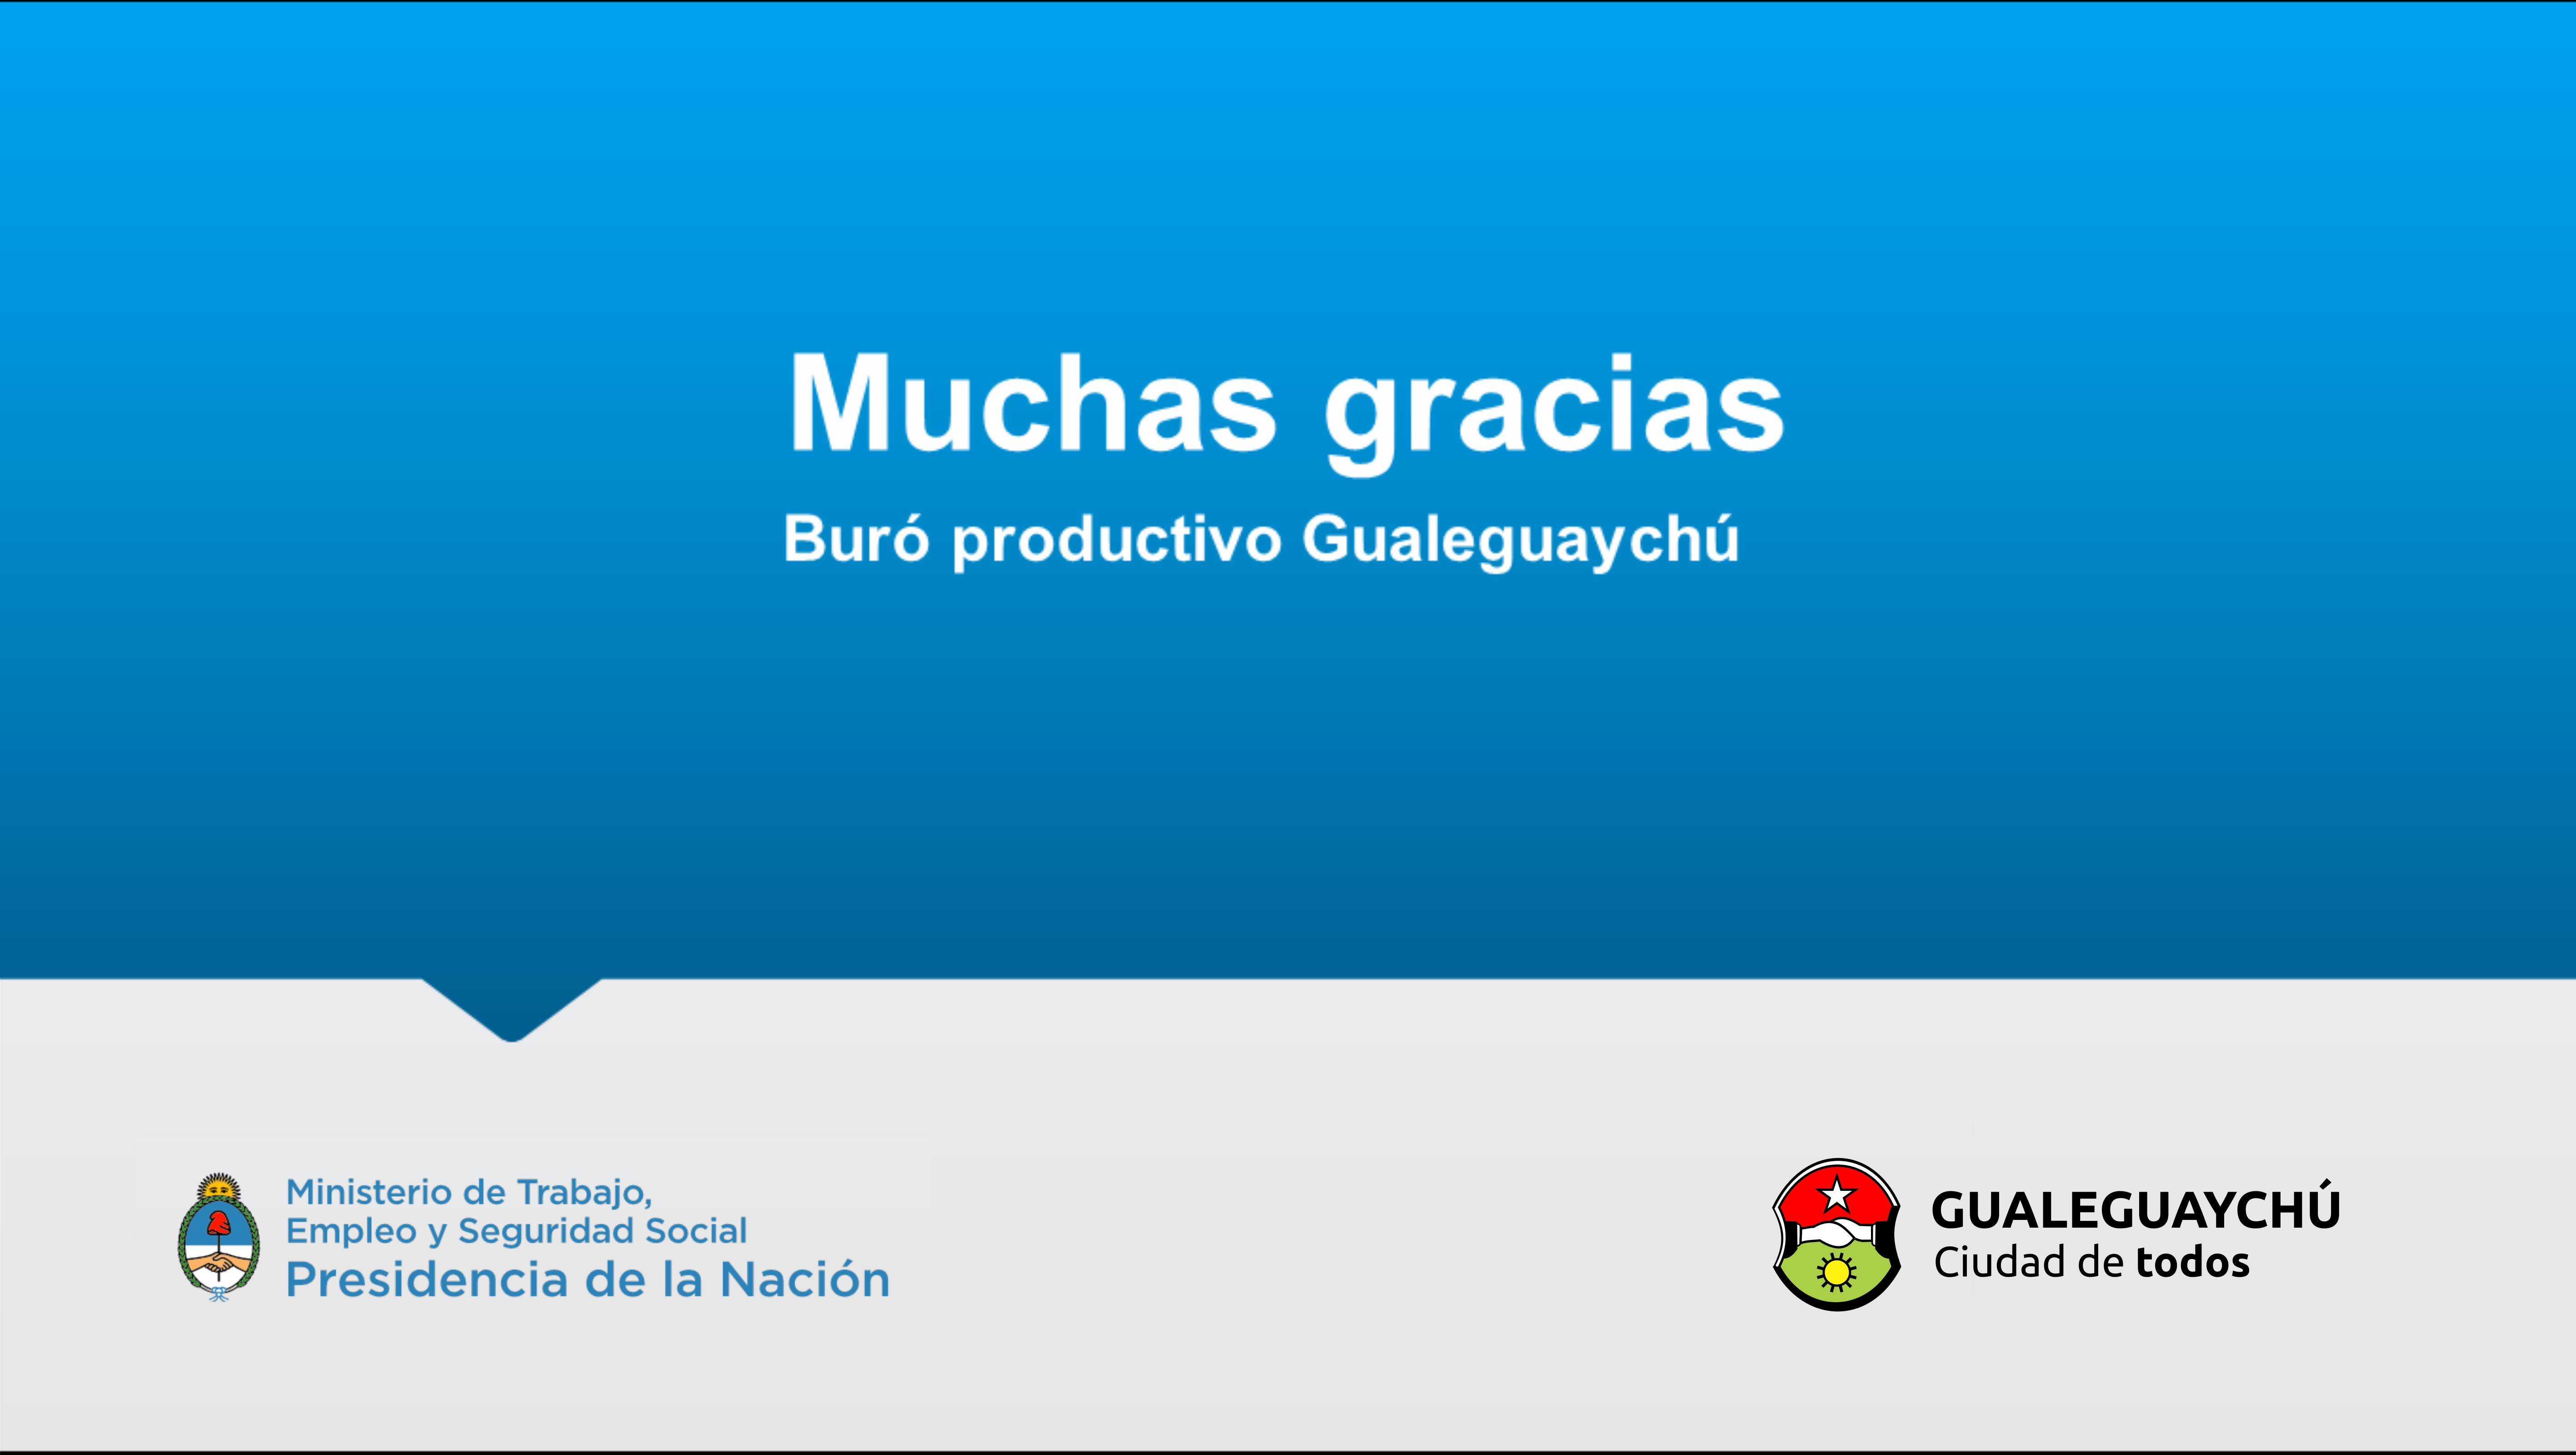 Muchas gracias
Buró productivo Gualeguaychú
Ministerio de Trabajo,
Empleo y Seguridad Social
Presidencia de la Nación
GUALEGUAYCHÚ
Ciudad de todos